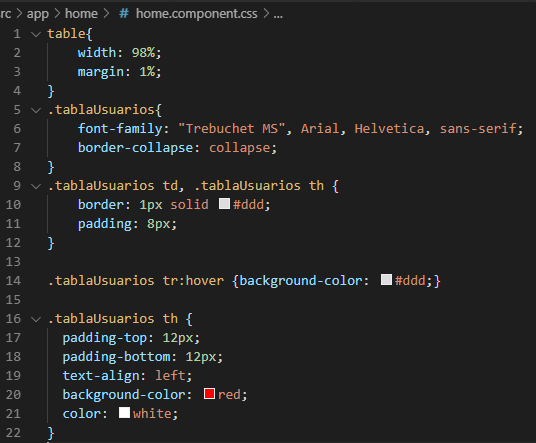 rc > app > home > # home.component.css > ...
1 table{
2 width: 98%;
3 margin: 1%;
4 }
5 .tablaUsuarios{
6 font-family: "Trebuchet MS", Arial, Helvetica, sans-serif;
7 border-collapse: collapse;
8 }
9 .tablaUsuarios td, .tablaUsuarios th {
10 border: 1px solid #ddd;
11 padding: 8px;
12 }
13
14 .tablaUsuarios tr:hover {background-color: #ddd;}
15
16 .tablaUsuarios th {
17 padding-top: 12px;
18 padding-bottom: 12px;
19 text-align: left;
20 background-color: red;
21 color: white;
22 }